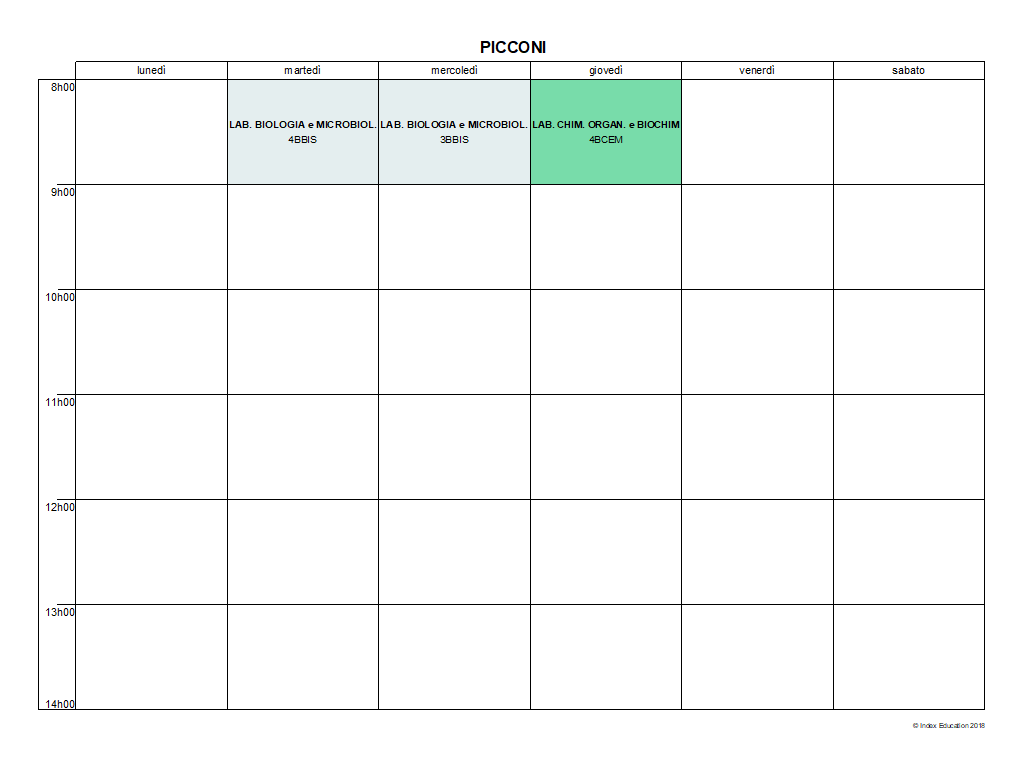 PICCONI
lunedì martedì mercoledì giovedì venerdì sabato
8h00
LAB. BIOLOGIA e MICROBIOL. LAB. BIOLOGIA e MICROBIOL. LAB. CHIM. ORGAN. e BIOCHIM
4BBIS 3BBIS 4BCEM
9h00
10h00
11h00
12h00
13h00
14h00
© Index Education 2018